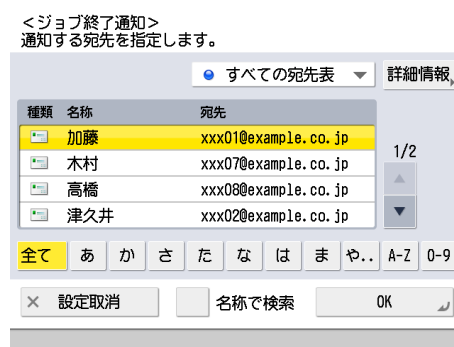 ＜ジョブ終了通知＞
通知する宛先を指定します。
すべての宛先表 詳細情報
種類 名称 宛先
加藤 xxx01@example.co.jp
木村 xxx07@example.co.jp
高橋 xxx08@example.co.jp
津久井 xxx02@example.co.jp
1/2
全て あ か さ た な は ま や.. A-Z 0-9
× 設定取消 名称で検索 OK